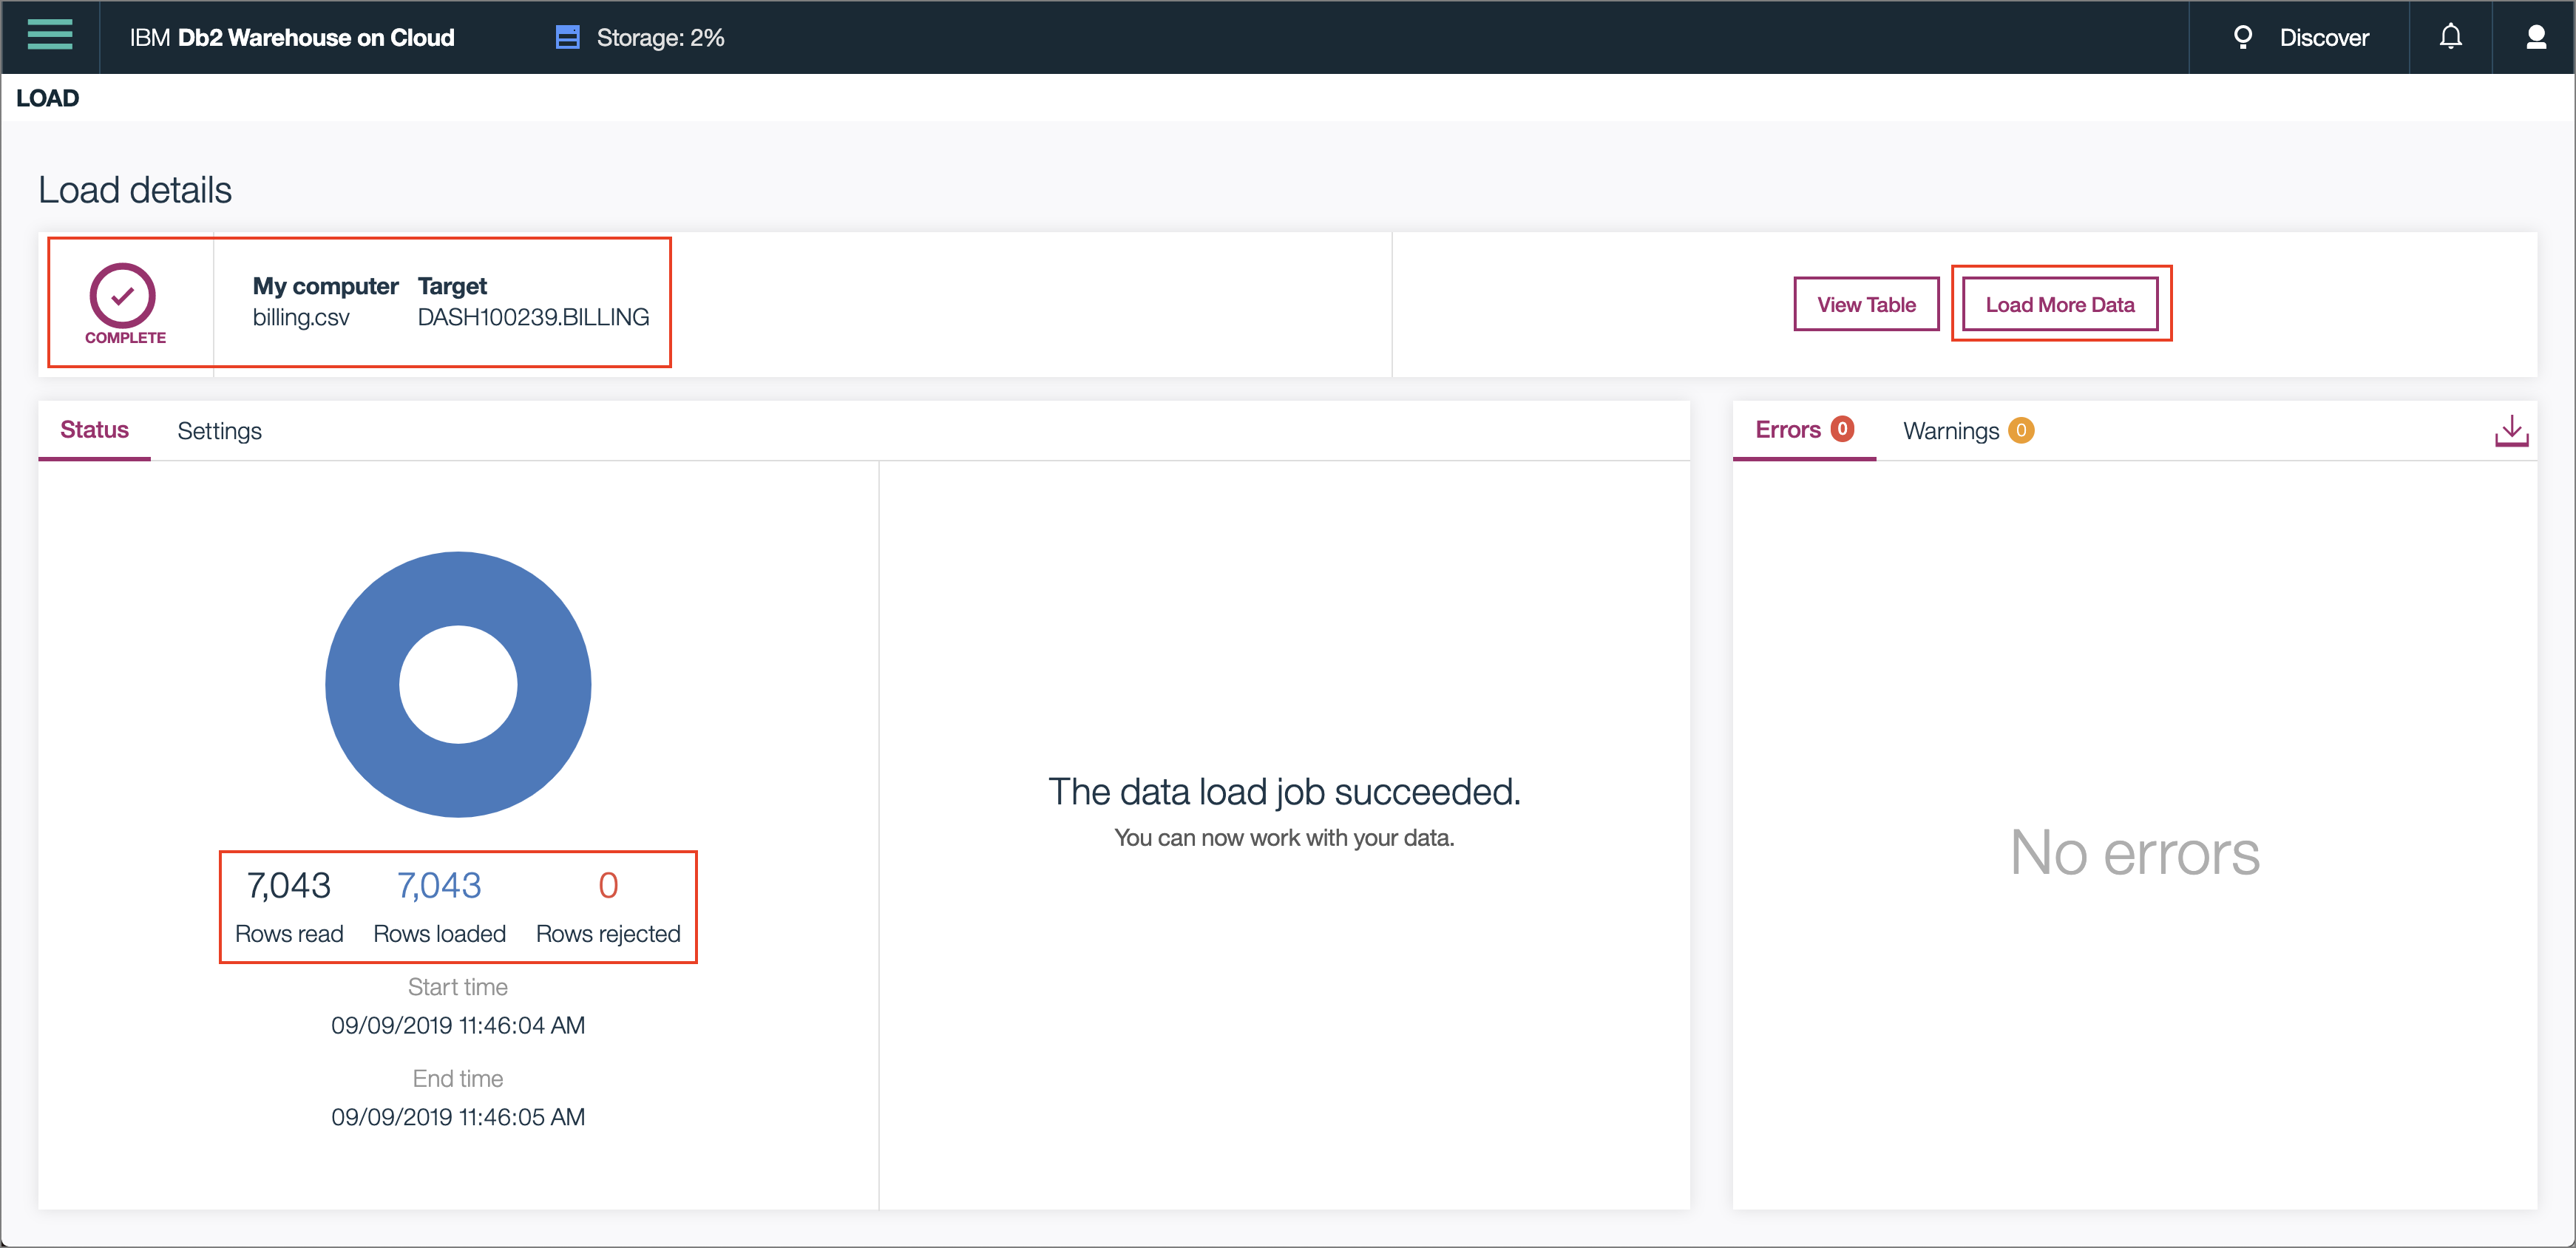 IBM Db2 Warehouse on Cloud
Storage: 2%
Discover
LOAD
Load details
COMPLETE
My computer Target
billing.csv DASH100239.BILLING
View Table
Load More Data
Status Settings
Errors 0 Warnings 0
7,043 7,043 0
Rows read Rows loaded Rows rejected
Start time
09/09/2019 11:46:04 AM
End time
09/09/2019 11:46:05 AM
The data load job succeeded.
You can now work with your data.
No errors